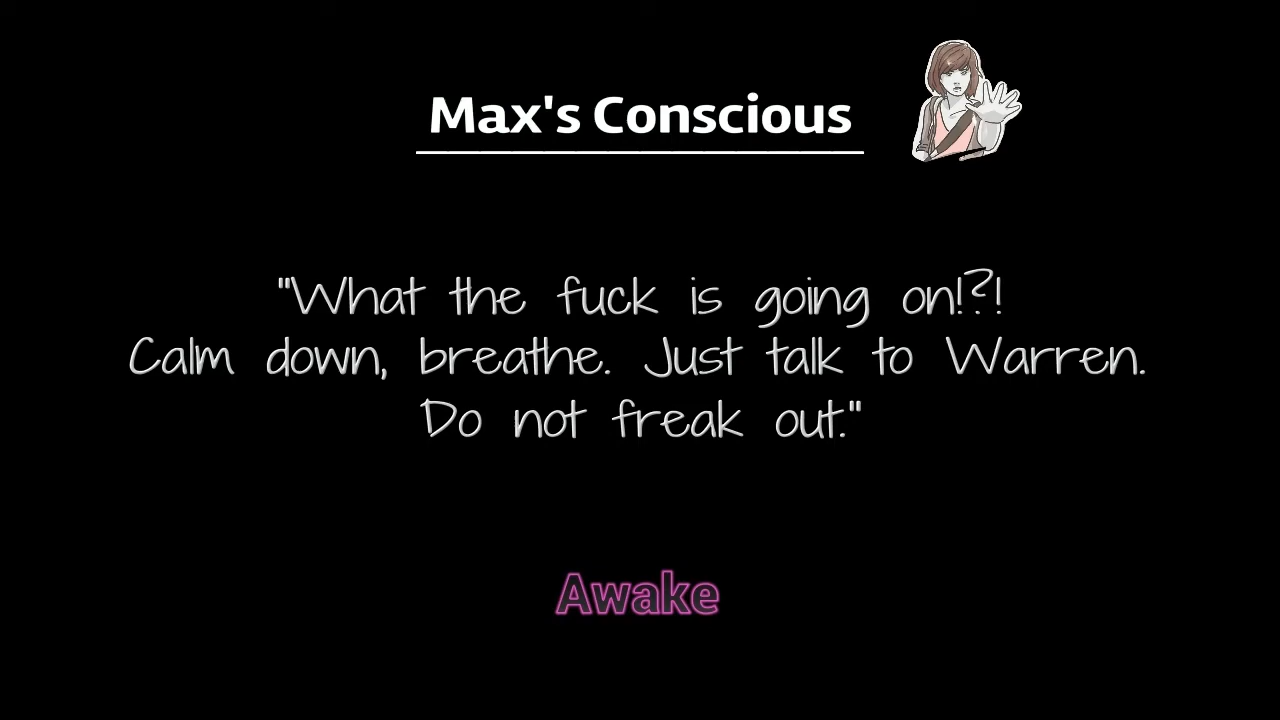 Max's Conscious
"What the fuck is going on!?!
Calm down, breathe. Just talk to Warren.
Do not freak out."
Awake